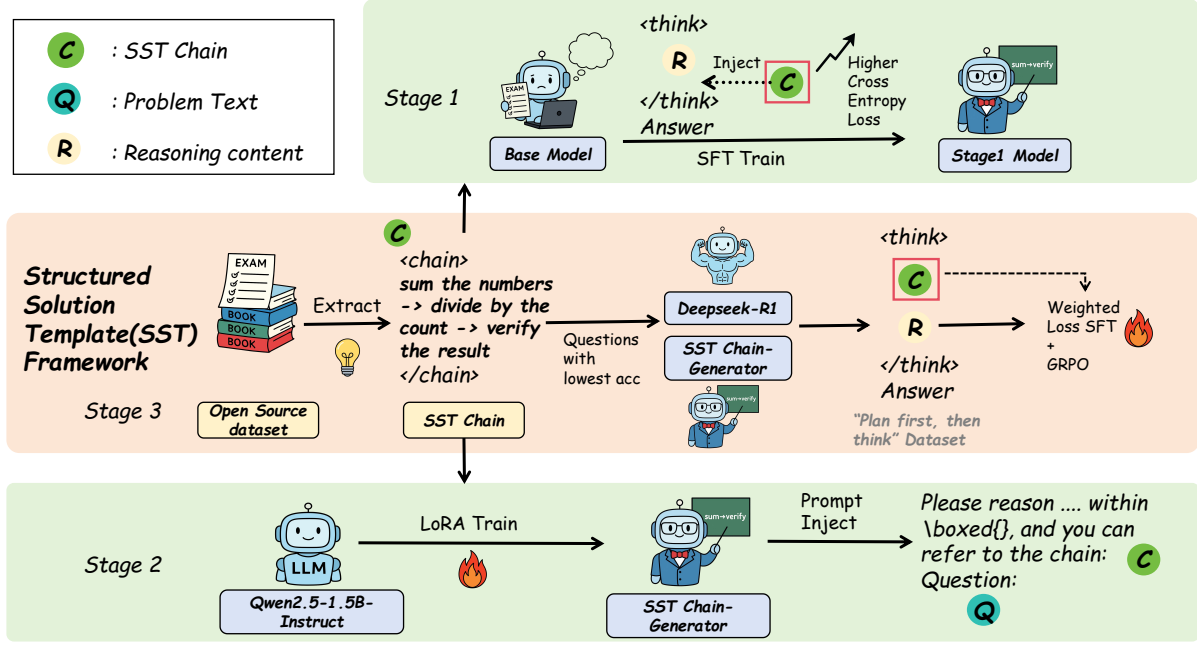 C : SST Chain
Q : Problem Text
R : Reasoning content
Stage 1
EXAM
Base Model
<think>
R
</think>
Answer
Inject
C
Higher
Cross
Entropy
Loss
SFT Train
sum→verify
Stage1 Model
Structured
Solution
Template(SST)
Framework
Stage 3
EXAM
BOOK
BOOK
BOOK
Open Source
dataset
Extract
C
<chain>
sum the numbers
-> divide by the
count -> verify
the result
</chain>
SST Chain
Questions
with
lowest acc
Deepseek-R1
SST Chain-
Generator
sum→verify
<think>
C
R
</think>
Answer
"Plan first, then
think" Dataset
Weighted
Loss SFT
+
GRPO
Stage 2
LLM
Qwen2.5-1.5B-
Instruct
LoRA Train
sum→verify
SST Chain-
Generator
Prompt
Inject
Please reason .... within
\boxed{}, and you can
refer to the chain: C
Question:
Q